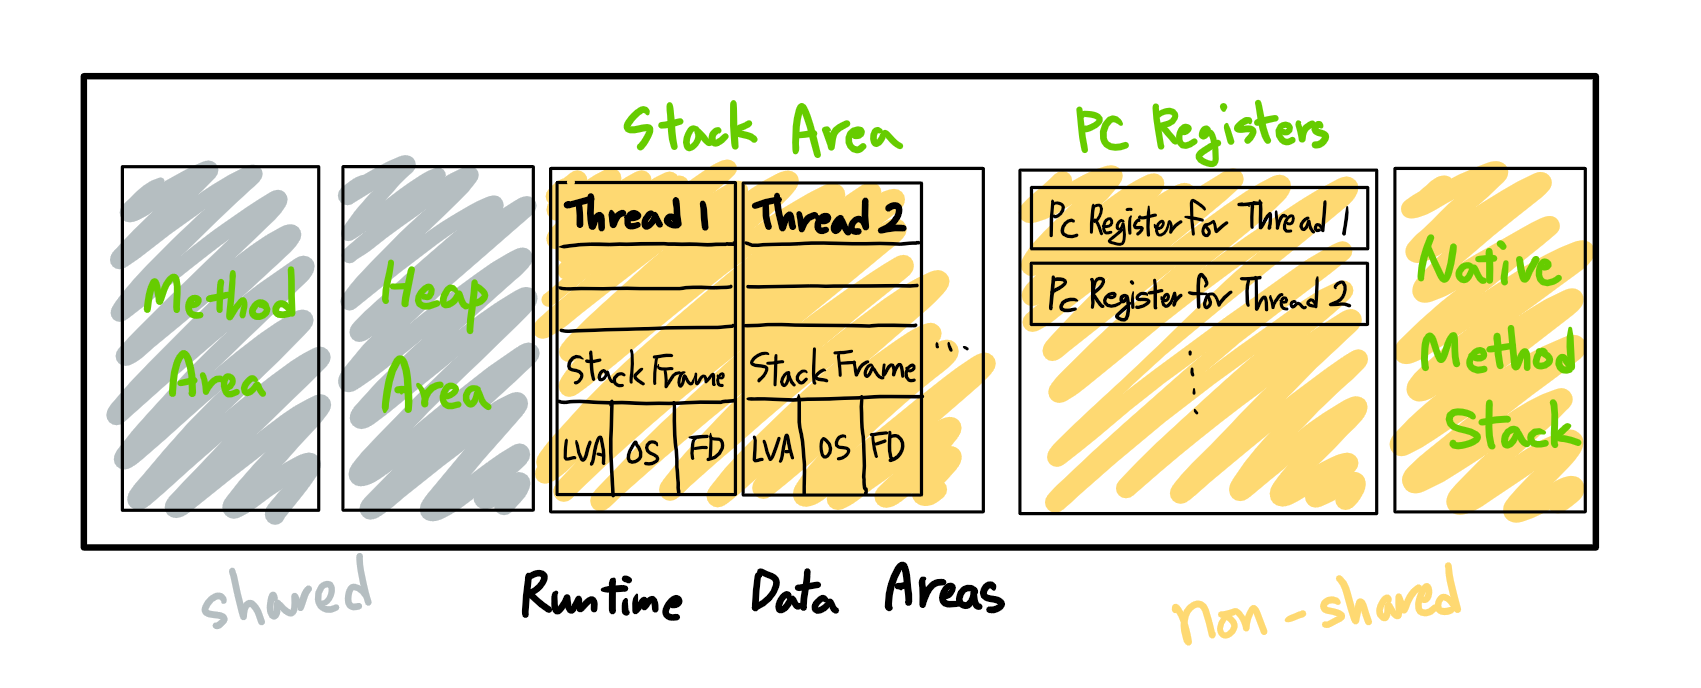 Stack Area
PC Registers
Method
Area
Heap
Area
Thread 1
Stack Frame
LVA OS FD
Thread 2
Stack Frame
LVA OS FD
...
PC Register for Thread 1
PC Register for Thread 2
Native
Method
Stack
shared
Runtime Data Areas
non-shared